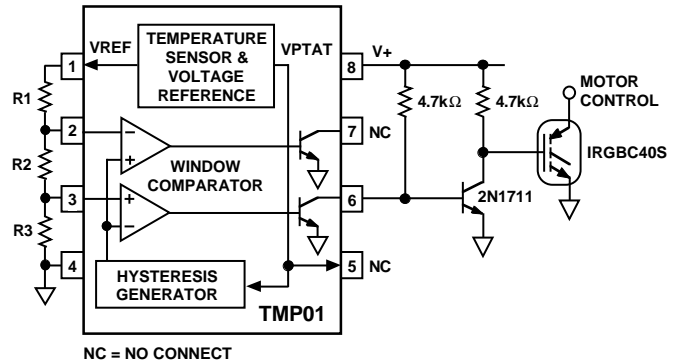 VREF
TEMPERATURE
SENSOR &
VOLTAGE
REFERENCE
VPTAT
V+
1
8
R1
4.7kΩ
4.7kΩ
MOTOR
CONTROL
2
7
NC
R2
WINDOW
COMPARATOR
IRGBC40S
3
6
2N1711
R3
4
5
NC
HYSTERESIS
GENERATOR
TMP01
NC = NO CONNECT